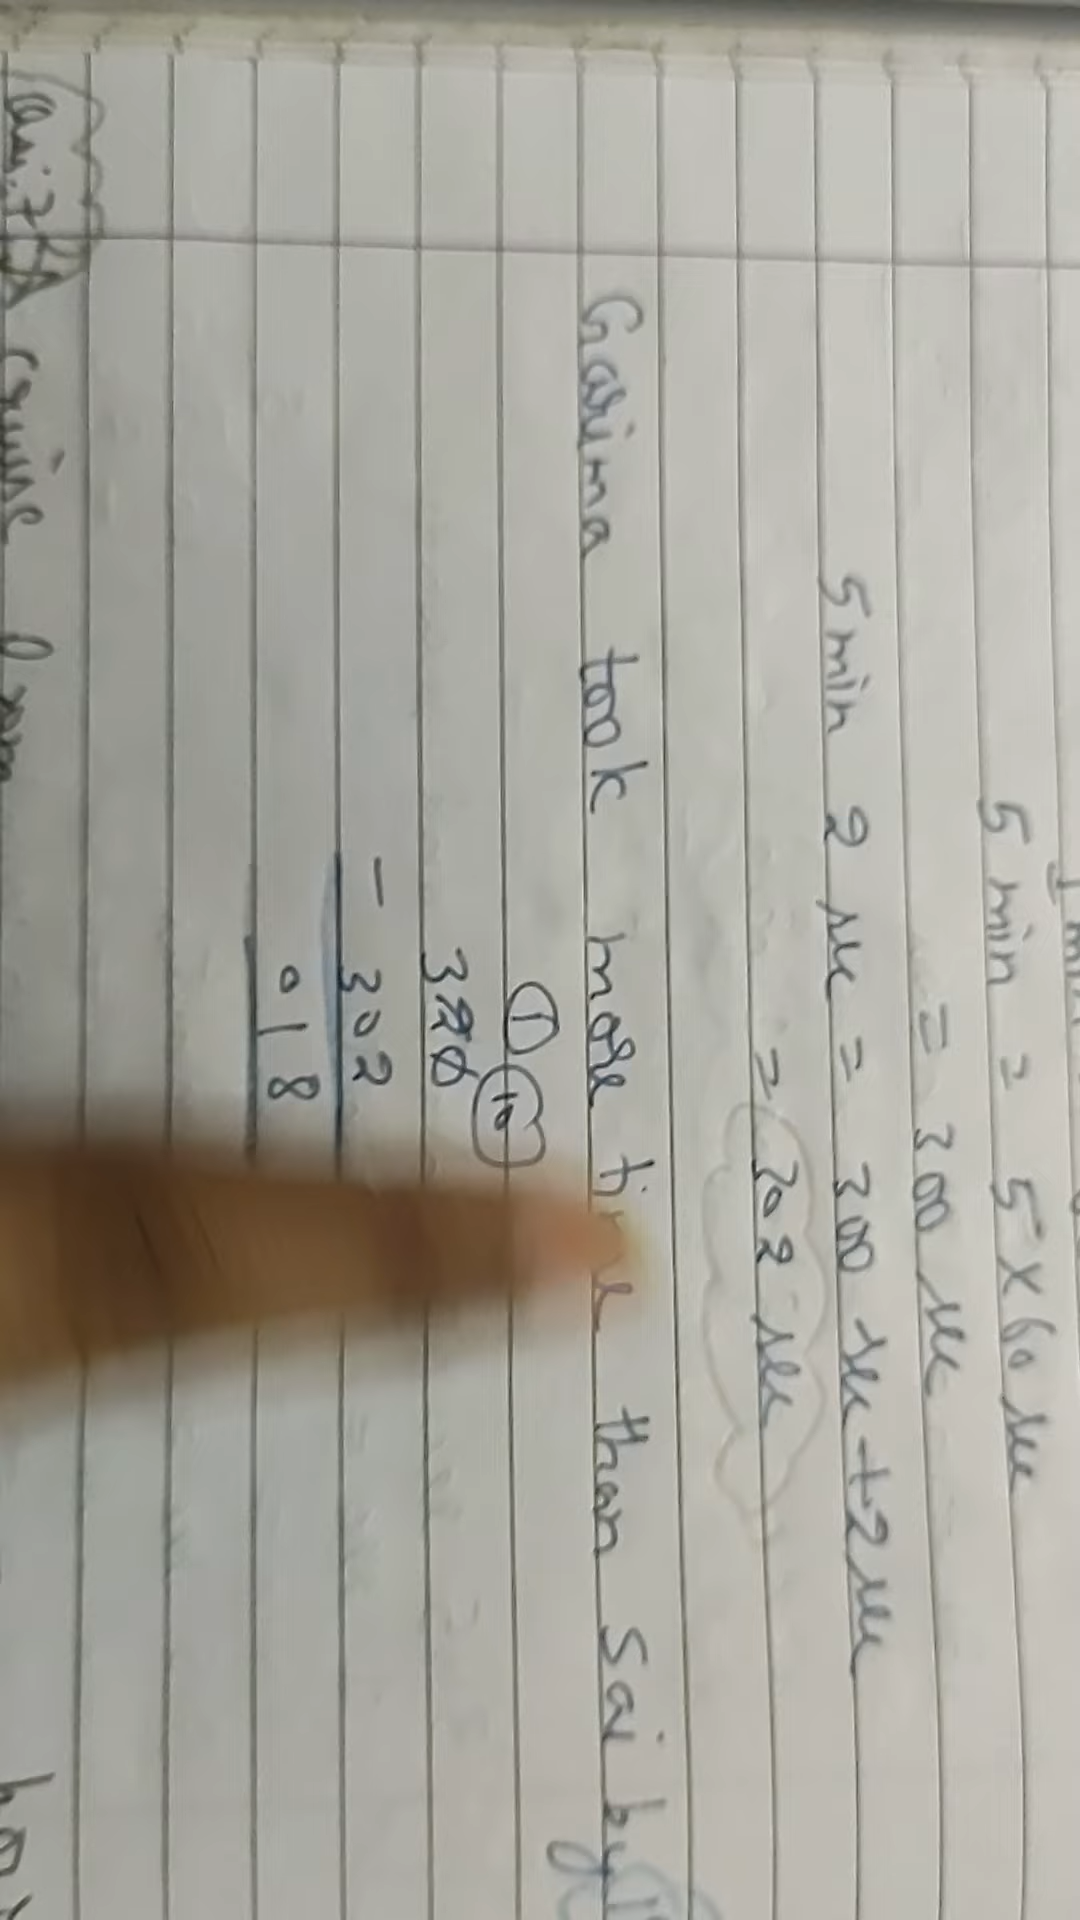 5 min = 5 x 60 sec
= 300 sec
5 min 2 sec = 300 sec + 2 sec
= 302 sec
Garima took more time than Sai by
1 10
320
- 302
018